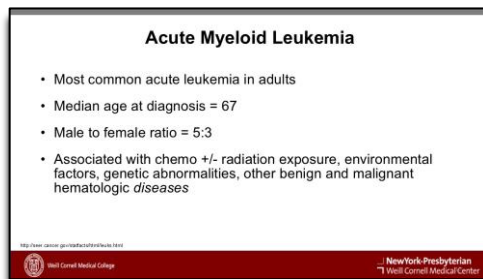 Acute Myeloid Leukemia
• Most common acute leukemia in adults
• Median age at diagnosis = 67
• Male to female ratio = 5:3
• Associated with chemo +/- radiation exposure, environmental
factors, genetic abnormalities, other benign and malignant
hematologic diseases
Weill Cornell Medical College
NewYork-Presbyterian
Weill Cornell Medical Center